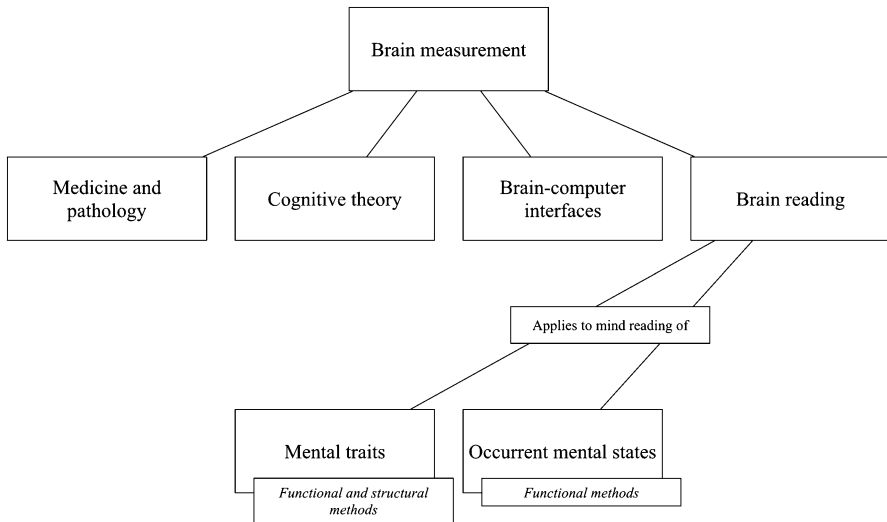 Brain measurement
Medicine and
pathology
Cognitive theory
Brain-computer
interfaces
Brain reading
Applies to mind reading of
Mental traits
Functional and structural
methods
Occurrent mental states
Functional methods